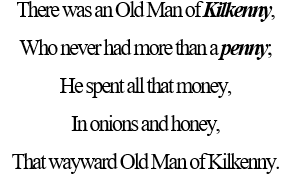 There was an Old Man of Kilkenny,
Who never had more than a penny;
He spent all that money,
In onions and honey,
That wayward Old Man of Kilkenny.